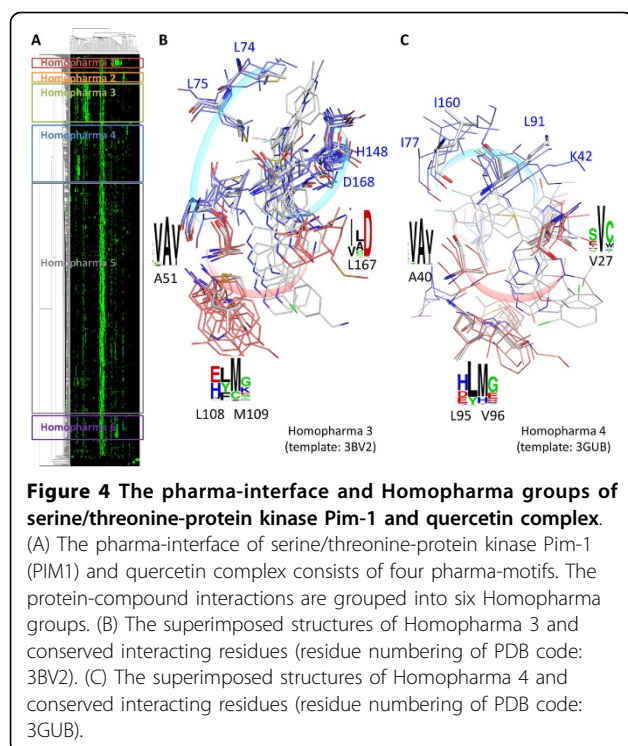 A
B
C
Homopharma 1
Homopharma 2
Homopharma 3
Homopharma 4
Homopharma 5
Homopharma 6
L74
L75
H148
D168
VAV
A51
L167
L108 M109
Homopharma 3
(template: 3BV2)
I160
L91
I77
K42
VAV
A40
V27
L95 V96
Homopharma 4
(template: 3GUB)
Figure 4 The pharma-interface and Homopharma groups of
serine/threonine-protein kinase Pim-1 and quercetin complex.
(A) The pharma-interface of serine/threonine-protein kinase Pim-1
(PIM1) and quercetin complex consists of four pharma-motifs. The
protein-compound interactions are grouped into six Homopharma
groups. (B) The superimposed structures of Homopharma 3 and
conserved interacting residues (residue numbering of PDB code:
3BV2). (C) The superimposed structures of Homopharma 4 and
conserved interacting residues (residue numbering of PDB code:
3GUB).